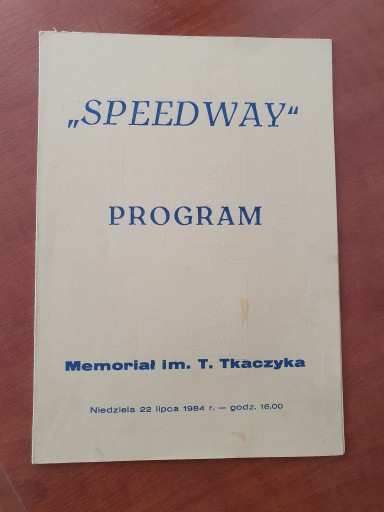 „SPEEDWAY“
PROGRAM
Memoriał im. T. Tkaczyka
Niedziela 22 lipca 1984 r. — godz. 16.00